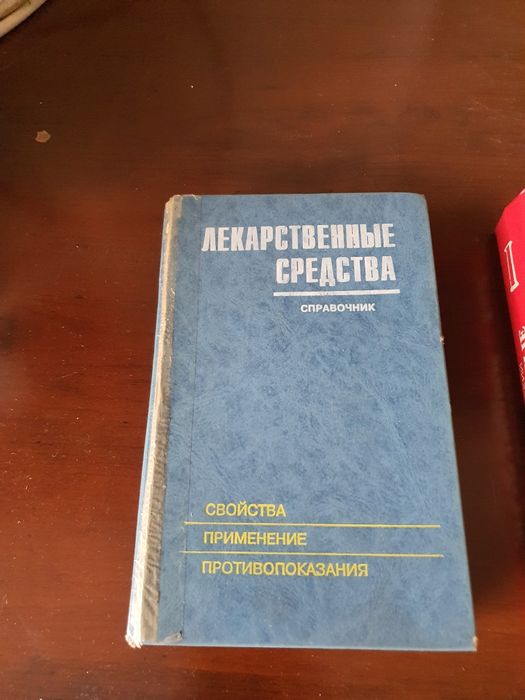 ЛЕКАРСТВЕННЫЕ
СРЕДСТВА
СПРАВОЧНИК
СВОЙСТВА
ПРИМЕНЕНИЕ
ПРОТИВОПОКАЗАНИЯ